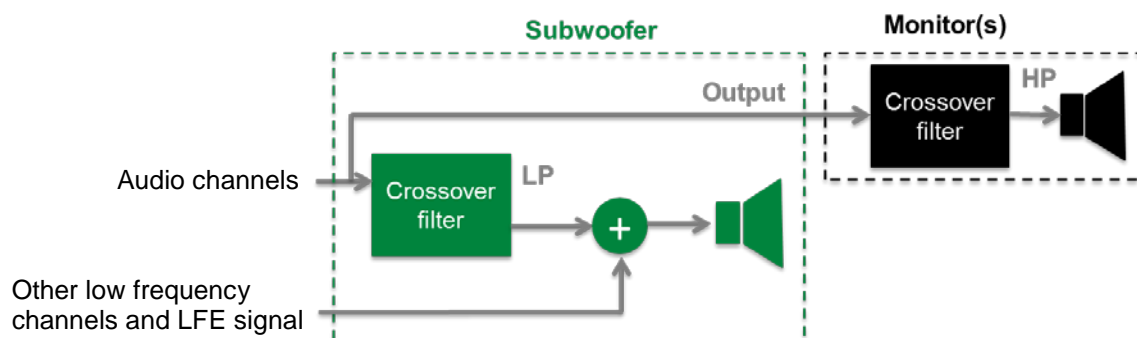 Subwoofer
Monitor(s)
Output
HP
Crossover
filter
Audio channels
LP
Crossover
filter
+
Other low frequency
channels and LFE signal